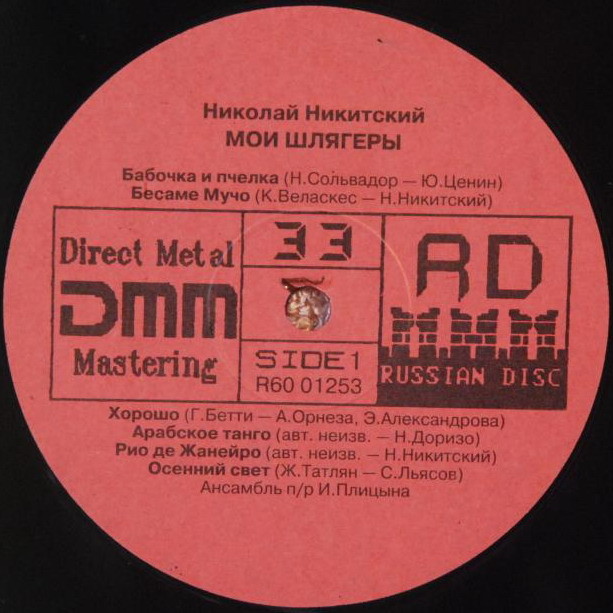 Николай Никитский
МОИ ШЛЯГЕРЫ
Бабочка и пчелка (Н.Сольвадор — Ю.Ценин)
Бесаме Мучо (К.Веласкес — Н.Никитский)
Direct Metal
DMM
Mastering
33
SIDE 1
R60 01253
RD
RUSSIAN DISC
Хорошо (Г.Бетти — А.Орнеза, Э.Александрова)
Арабское танго (авт. неизв. — Н.Доризо)
Рио де Жанейро (авт. неизв. — Н.Никитский)
Осенний свет (Ж.Татлян — С.Льясов)
Ансамбль п/р И.Плицына